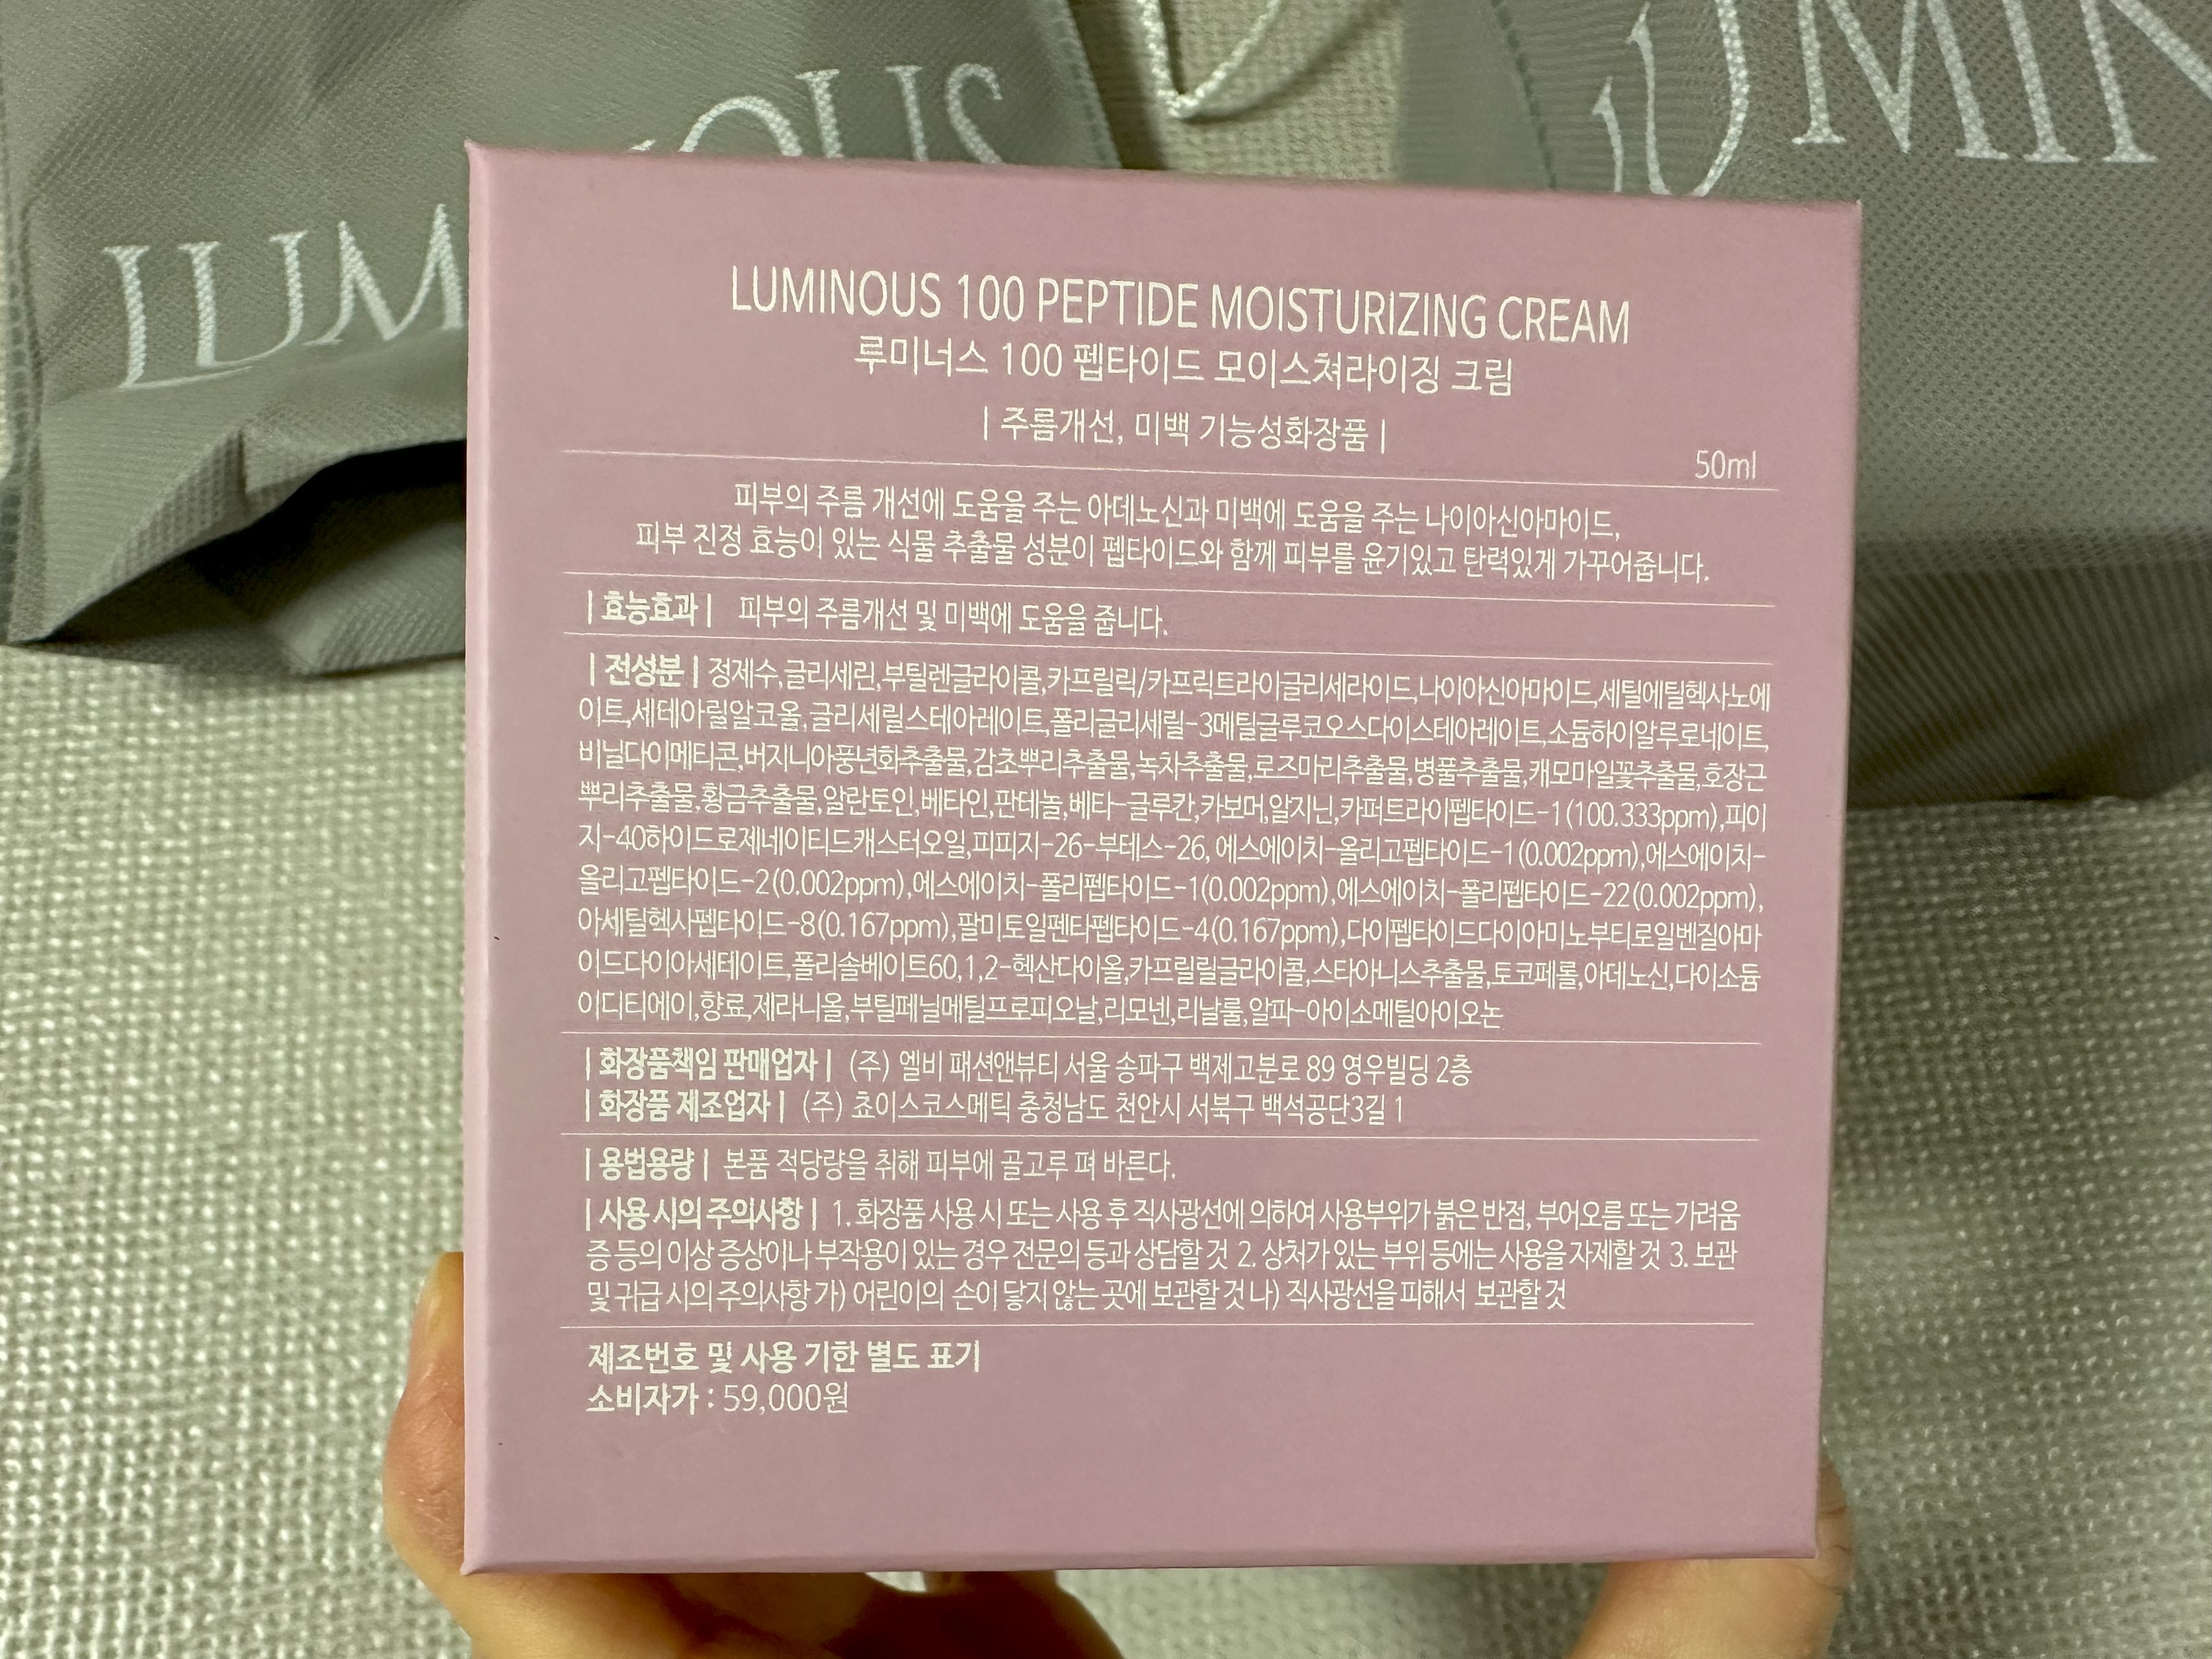 LUMINOUS
LUMIN
LUMINOUS 100 PEPTIDE MOISTURIZING CREAM
루미너스 100 펩타이드 모이스쳐라이징 크림
| 주름개선, 미백 기능성화장품 |
50ml
피부의 주름 개선에 도움을 주는 아데노신과 미백에 도움을 주는 나이아신아마이드,
피부 진정 효능이 있는 식물 추출물 성분이 펩타이드와 함께 피부를 윤기있고 탄력있게 가꾸어줍니다.
| 효능효과 | 피부의 주름개선 및 미백에 도움을 줍니다.
| 전성분 | 정제수,글리세린,부틸렌글라이콜,카프릴릭/카프릭트라이글리세라이드,나이아신아마이드,세틸에틸헥사노에
이트,세테아릴알코올,글리세릴스테아레이트,폴리글리세릴-3메틸글루코오스다이스테아레이트,소듐하이알루로네이트,
비닐다이메티콘,버지니아풍년화추출물,감초뿌리추출물,녹차추출물,로즈마리추출물,병풀추출물,캐모마일꽃추출물,호장근
뿌리추출물,황금추출물,알란토인,베타인,판테놀,베타-글루칸,카보머,알지닌,카퍼트라이펩타이드-1(100.333ppm),피이
지-40하이드로제네이티드캐스터오일,피피지-26-부테스-26, 에스에이치-올리고펩타이드-1(0.002ppm),에스에이치-
올리고펩타이드-2(0.002ppm),에스에이치-폴리펩타이드-1(0.002ppm),에스에이치-폴리펩타이드-22(0.002ppm),
아세틸헥사펩타이드-8(0.167ppm),팔미토일펜타펩타이드-4(0.167ppm),다이펩타이드다이아미노부티로일벤질아마
이드다이아세테이트,폴리솔베이트60,1,2-헥산다이올,카프릴릴글라이콜,스타아니스추출물,토코페롤,아데노신,다이소듐
이디티에이,향료,제라니올,부틸페닐메틸프로피오날,리모넨,리날룰,알파-아이소메틸아이오논
| 화장품책임 판매업자 | (주) 엘비 패션앤뷰티 서울 송파구 백제고분로 89 영우빌딩 2층
| 화장품 제조업자 | (주) 쵸이스코스메틱 충청남도 천안시 서북구 백석공단3길 1
| 용법용량 | 본품 적당량을 취해 피부에 골고루 펴 바른다.
| 사용 시의 주의사항 | 1. 화장품 사용 시 또는 사용 후 직사광선에 의하여 사용부위가 붉은 반점, 부어오름 또는 가려움
증 등의 이상 증상이나 부작용이 있는 경우 전문의 등과 상담할 것 2. 상처가 있는 부위 등에는 사용을 자제할 것 3. 보관
및 귀급 시의 주의사항 가) 어린이의 손이 닿지 않는 곳에 보관할 것 나) 직사광선을 피해서 보관할 것
제조번호 및 사용 기한 별도 표기
소비자가 : 59,000원